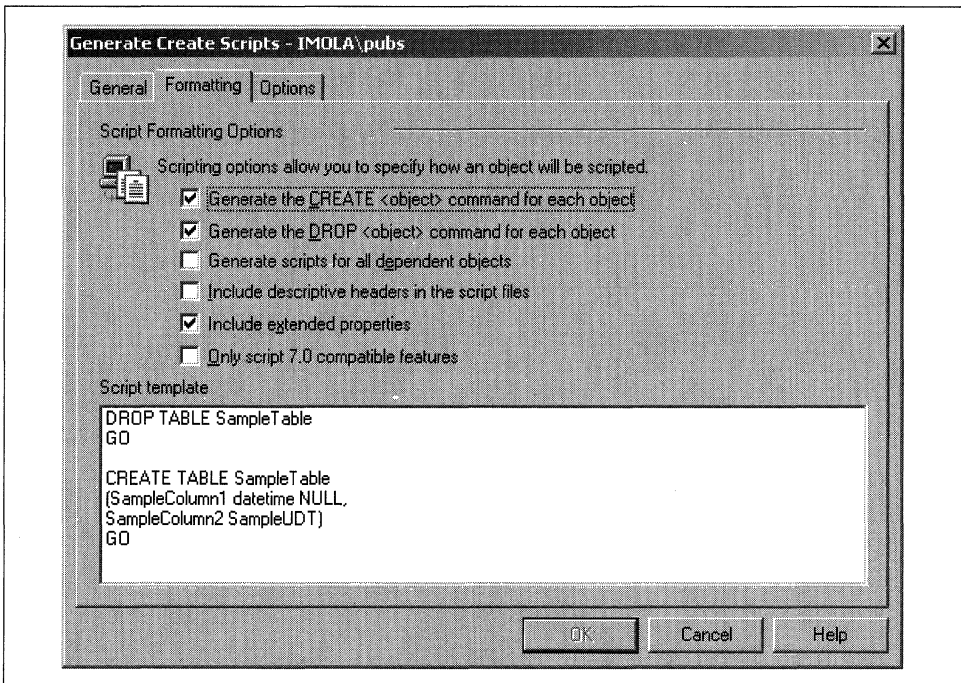 Generate Create Scripts - IMOLA\pubs
General Formatting Options
Script Formatting Options
Scripting options allow you to specify how an object will be scripted.
Generate the CREATE <object> command for each object
Generate the DROP <object> command for each object
Generate scripts for all dependent objects
Include descriptive headers in the script files
Include extended properties
Only script 7.0 compatible features
Script template
DROP TABLE SampleTable
GO
CREATE TABLE SampleTable
(SampleColumn1 datetime NULL,
SampleColumn2 SampleUDT)
GO
OK Cancel Help